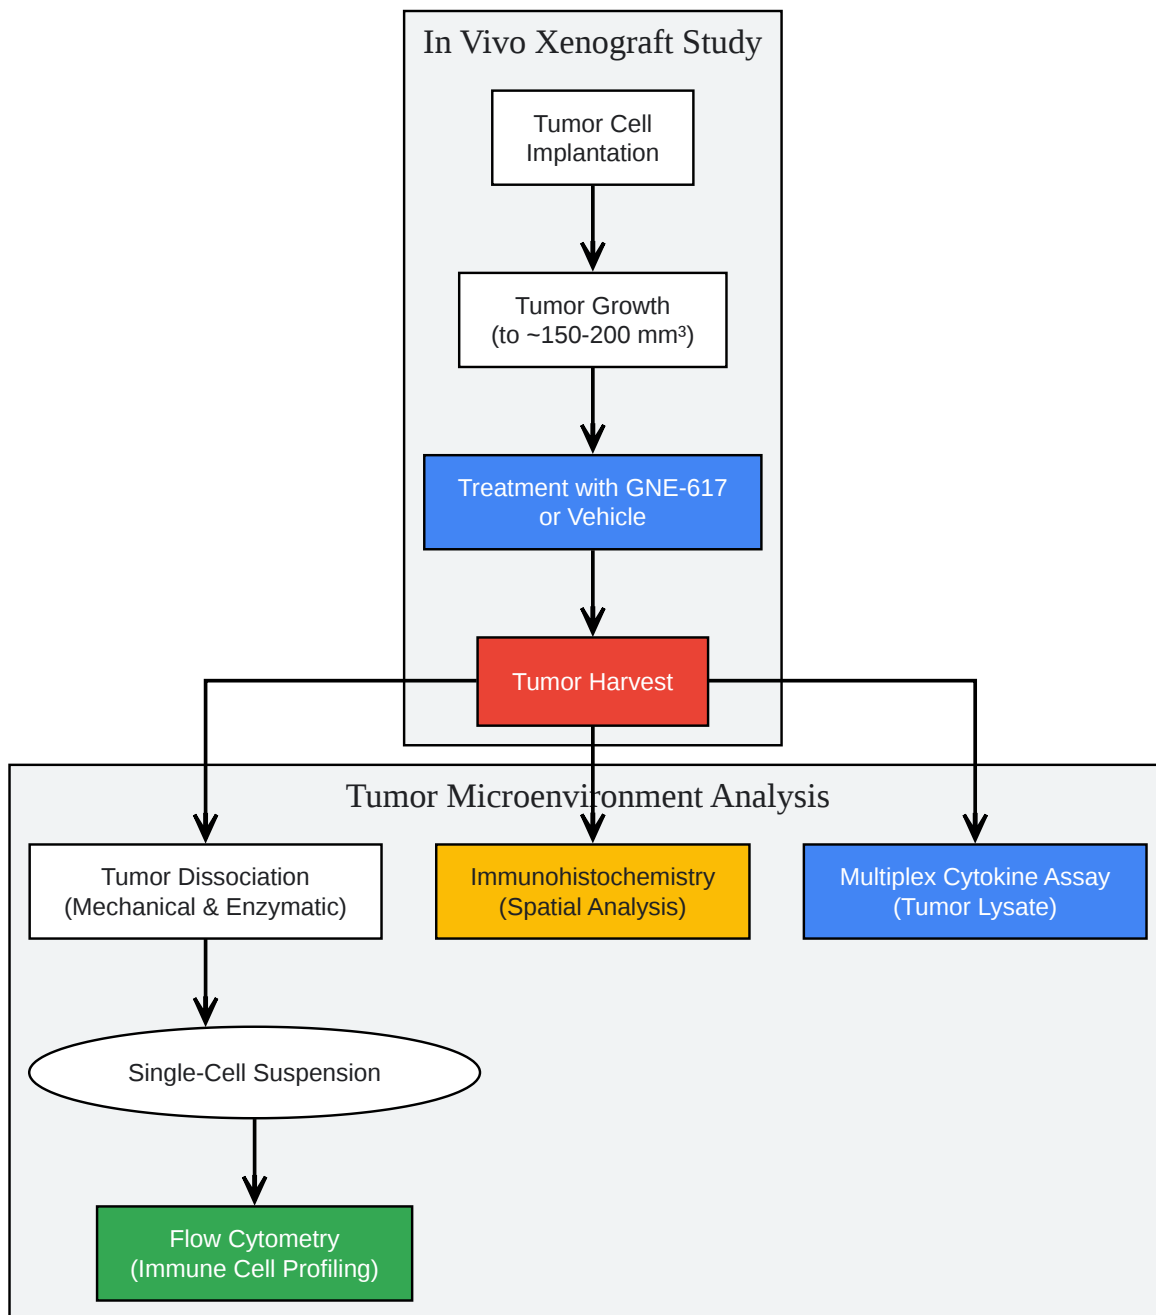 In Vivo Xenograft Study
Tumor Cell
Implantation
Tumor Growth
(to ~150-200 mm³)
Treatment with GNE-617
or Vehicle
Tumor Harvest
Tumor Microenvironment Analysis
Tumor Dissociation
(Mechanical & Enzymatic)
Immunohistochemistry
(Spatial Analysis)
Multiplex Cytokine Assay
(Tumor Lysate)
Single-Cell Suspension
Flow Cytometry
(Immune Cell Profiling)